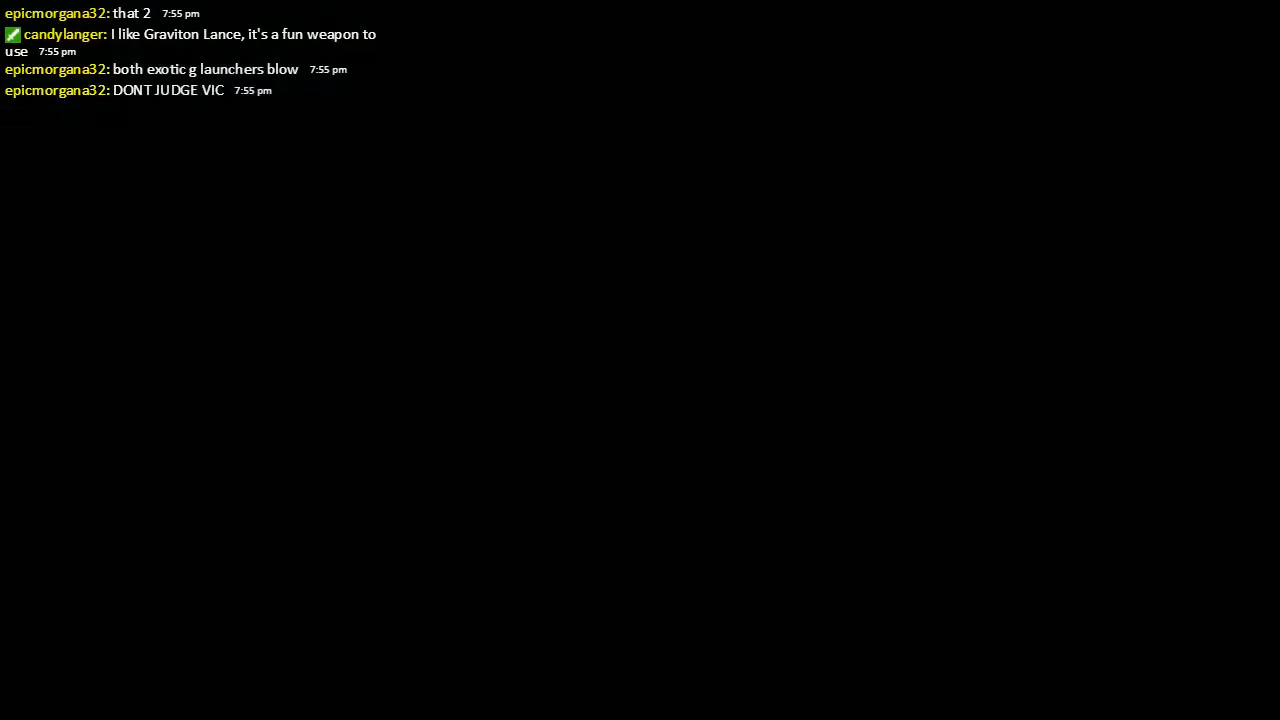 epicmorgana32: that 2 7:55 pm
candylanger: I like Graviton Lance, it's a fun weapon to
use 7:55 pm
epicmorgana32: both exotic g launchers blow 7:55 pm
epicmorgana32: DONT JUDGE VIC 7:55 pm